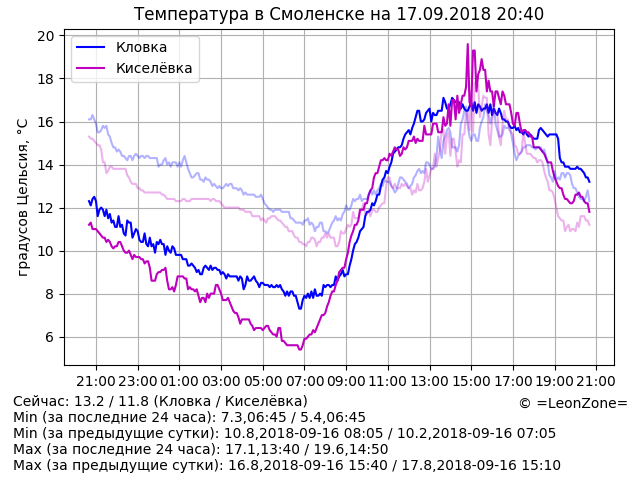 Температура в Смоленске на 17.09.2018 20:40
20
18
16
14
12
10
8
6
градусов Цельсия, °C
Кловка
Киселёвка
21:00 23:00 01:00 03:00 05:00 07:00 09:00 11:00 13:00 15:00 17:00 19:00 21:00
Сейчас: 13.2 / 11.8 (Кловка / Киселёвка)
© =LeonZone=
Min (за последние 24 часа): 7.3,06:45 / 5.4,06:45
Min (за предыдущие сутки): 10.8,2018-09-16 08:05 / 10.2,2018-09-16 07:05
Max (за последние 24 часа): 17.1,13:40 / 19.6,14:50
Max (за предыдущие сутки): 16.8,2018-09-16 15:40 / 17.8,2018-09-16 15:10